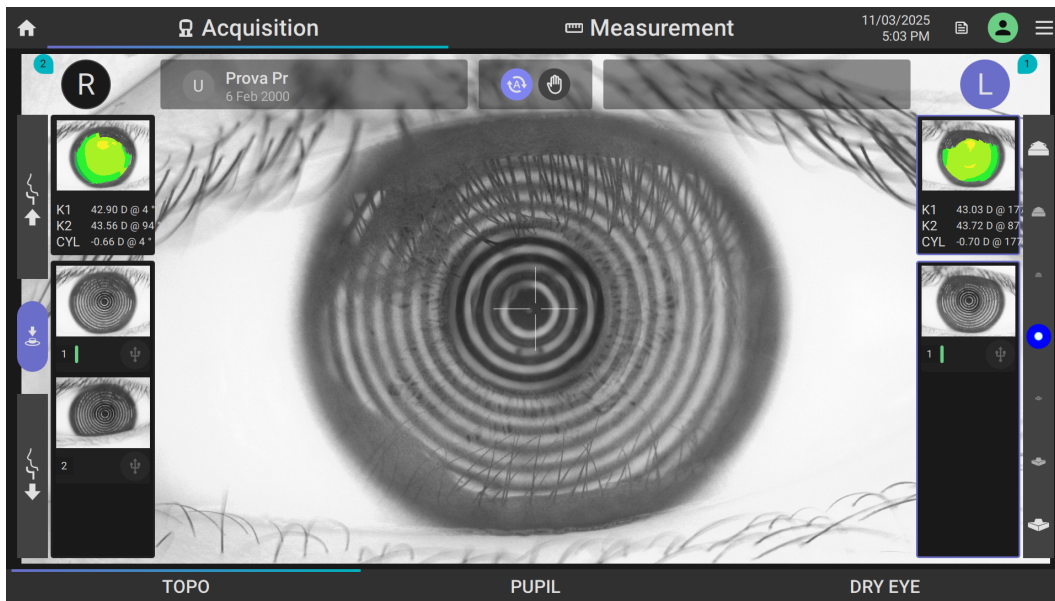 Acquisition
Measurement
11/03/2025
5:03 PM
2
R
U
Prova Pr
6 Feb 2000
A
L
1
K1 42.90 D @ 4 °
K2 43.56 D @ 94
CYL -0.66 D @ 4 °
1
2
K1 43.03 D @ 17
K2 43.72 D @ 87
CYL -0.70 D @ 177
1
TOPO
PUPIL
DRY EYE